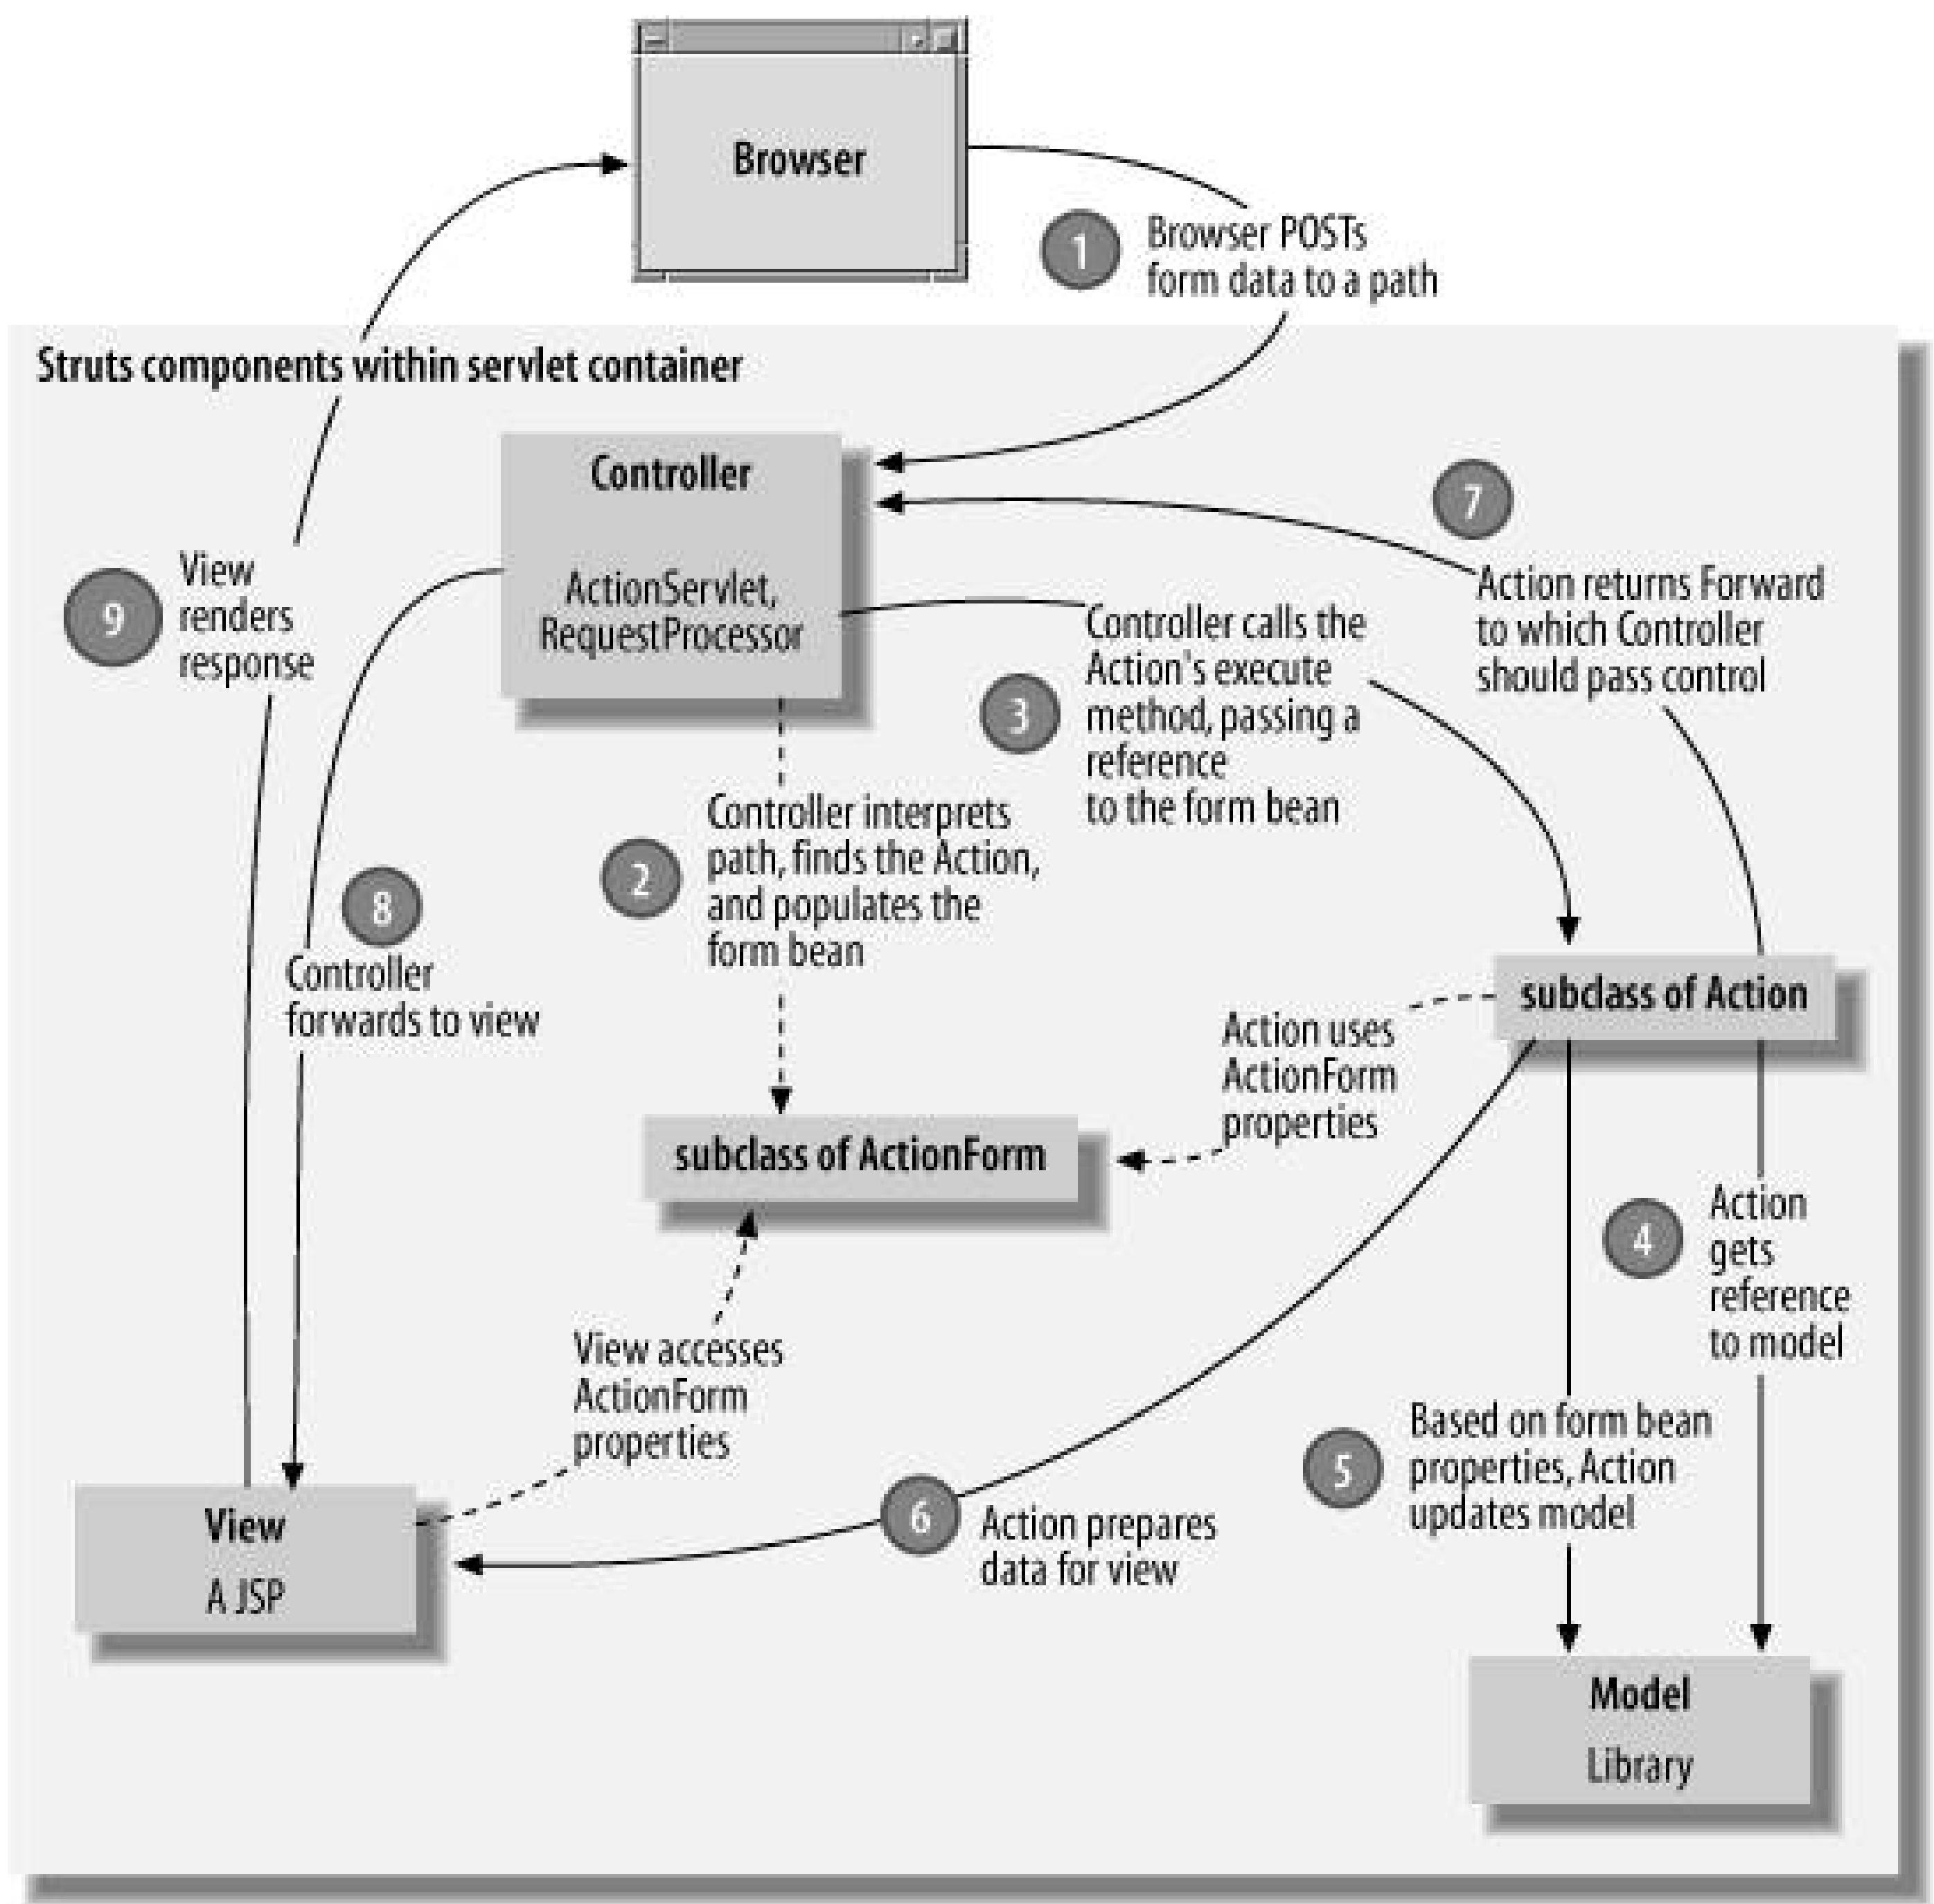 Browser
1
Browser POSTs
form data to a path
Struts components within servlet container
Controller
ActionServlet,
RequestProcessor
7
Action returns Forward
to which Controller
should pass control
9
View
renders
response
3
Controller calls the
Action's execute
method, passing a
reference
to the form bean
2
Controller interprets
path, finds the Action,
and populates the
form bean
8
Controller
forwards to view
subclass of Action
Action uses
ActionForm
properties
subclass of ActionForm
4
Action
gets
reference
to model
View accesses
ActionForm
properties
5
Based on form bean
properties, Action
updates model
6
Action prepares
data for view
View
A JSP
Model
Library